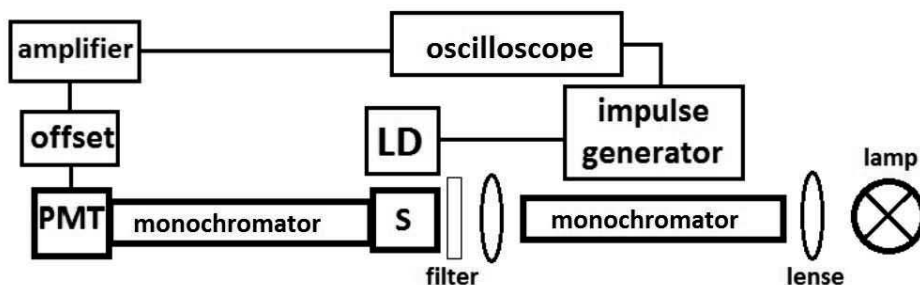 amplifier
oscilloscope
offset
LD
impulse
generator
lamp
PMT
monochromator
S
monochromator
filter
lense